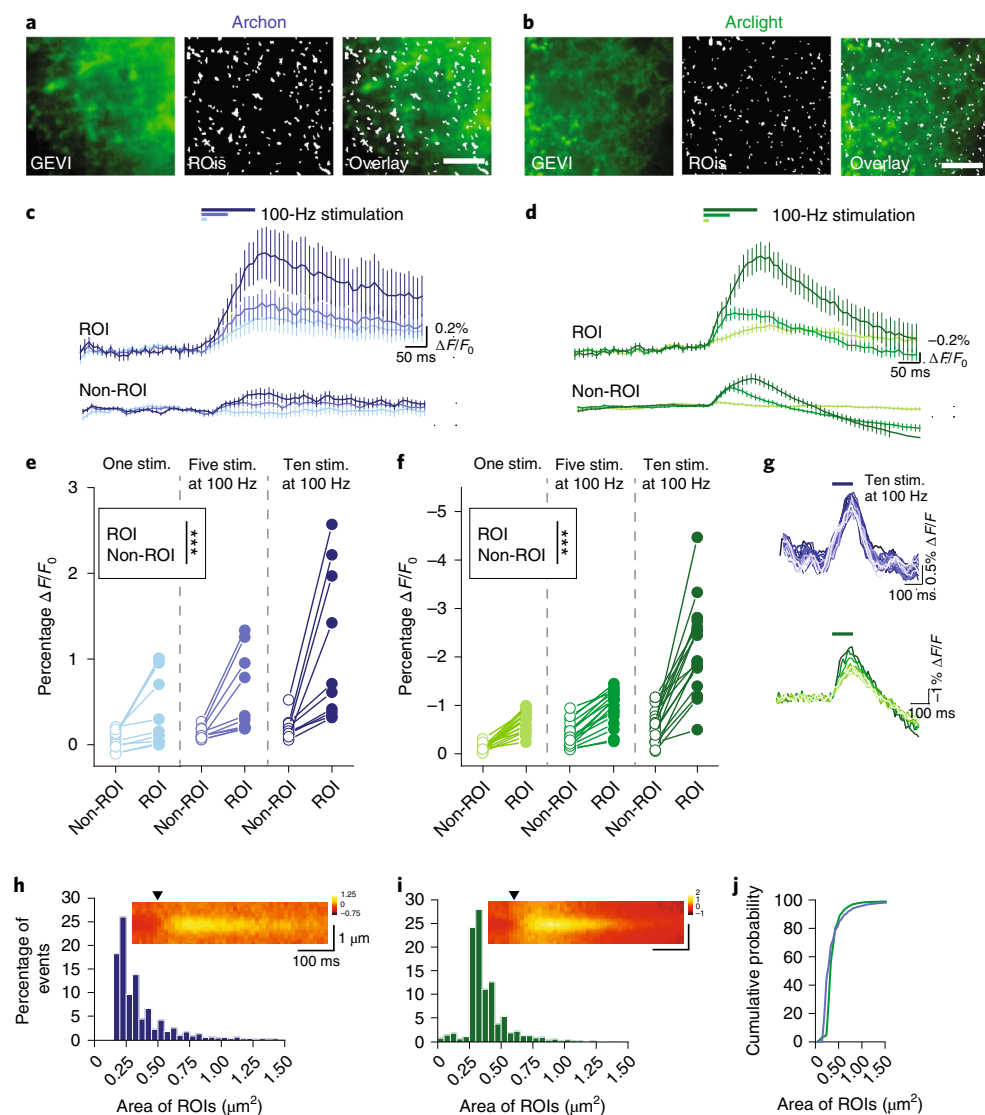 a
Archon
GEVI
ROIs
Overlay
b
Arclight
GEVI
ROIs
Overlay
c
100-Hz stimulation
ROI
0.2%
ΔF/F0
50 ms
Non-ROI
d
100-Hz stimulation
ROI
–0.2%
ΔF/F0
50 ms
Non-ROI
e
One stim.
Five stim.
at 100 Hz
Ten stim.
at 100 Hz
3
2
1
0
Percentage ΔF/F0
ROI
Non-ROI
***
Non-ROI
ROI
Non-ROI
ROI
Non-ROI
ROI
f
One stim.
Five stim.
at 100 Hz
Ten stim.
at 100 Hz
–5
–4
–3
–2
–1
0
Percentage ΔF/F0
ROI
Non-ROI
***
Non-ROI
ROI
Non-ROI
ROI
Non-ROI
ROI
g
Ten stim.
at 100 Hz
0.5% ΔF/F
100 ms
–1% ΔF/F
100 ms
h
Percentage of
events
30
25
20
15
10
5
0
1.25
0
–0.75
1 μm
100 ms
0
0.25
0.50
0.75
1.00
1.25
1.50
Area of ROIs (μm²)
i
30
25
20
15
10
5
0
2
1
0
–1
0
0.25
0.50
0.75
1.00
1.25
1.50
Area of ROIs (μm²)
j
Cumulative probability
100
80
60
40
20
0
0
0.50
1.00
1.50
Area of ROIs (μm²)